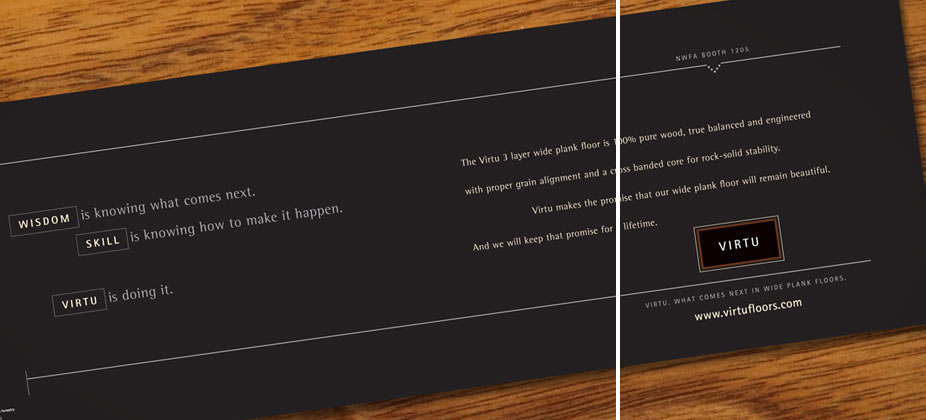 NWFA BOOTH 1205
The Virtu 3 layer wide plank floor is 100% pure wood, true balanced and engineered
with proper grain alignment and a cross banded core for rock-solid stability.
Virtu makes the promise that our wide plank floor will remain beautiful.
And we will keep that promise for lifetime.
WISDOM is knowing what comes next.
SKILL is knowing how to make it happen.
VIRTU is doing it.
VIRTU
VIRTU. WHAT COMES NEXT IN WIDE PLANK FLOORS.
www.virtufloors.com